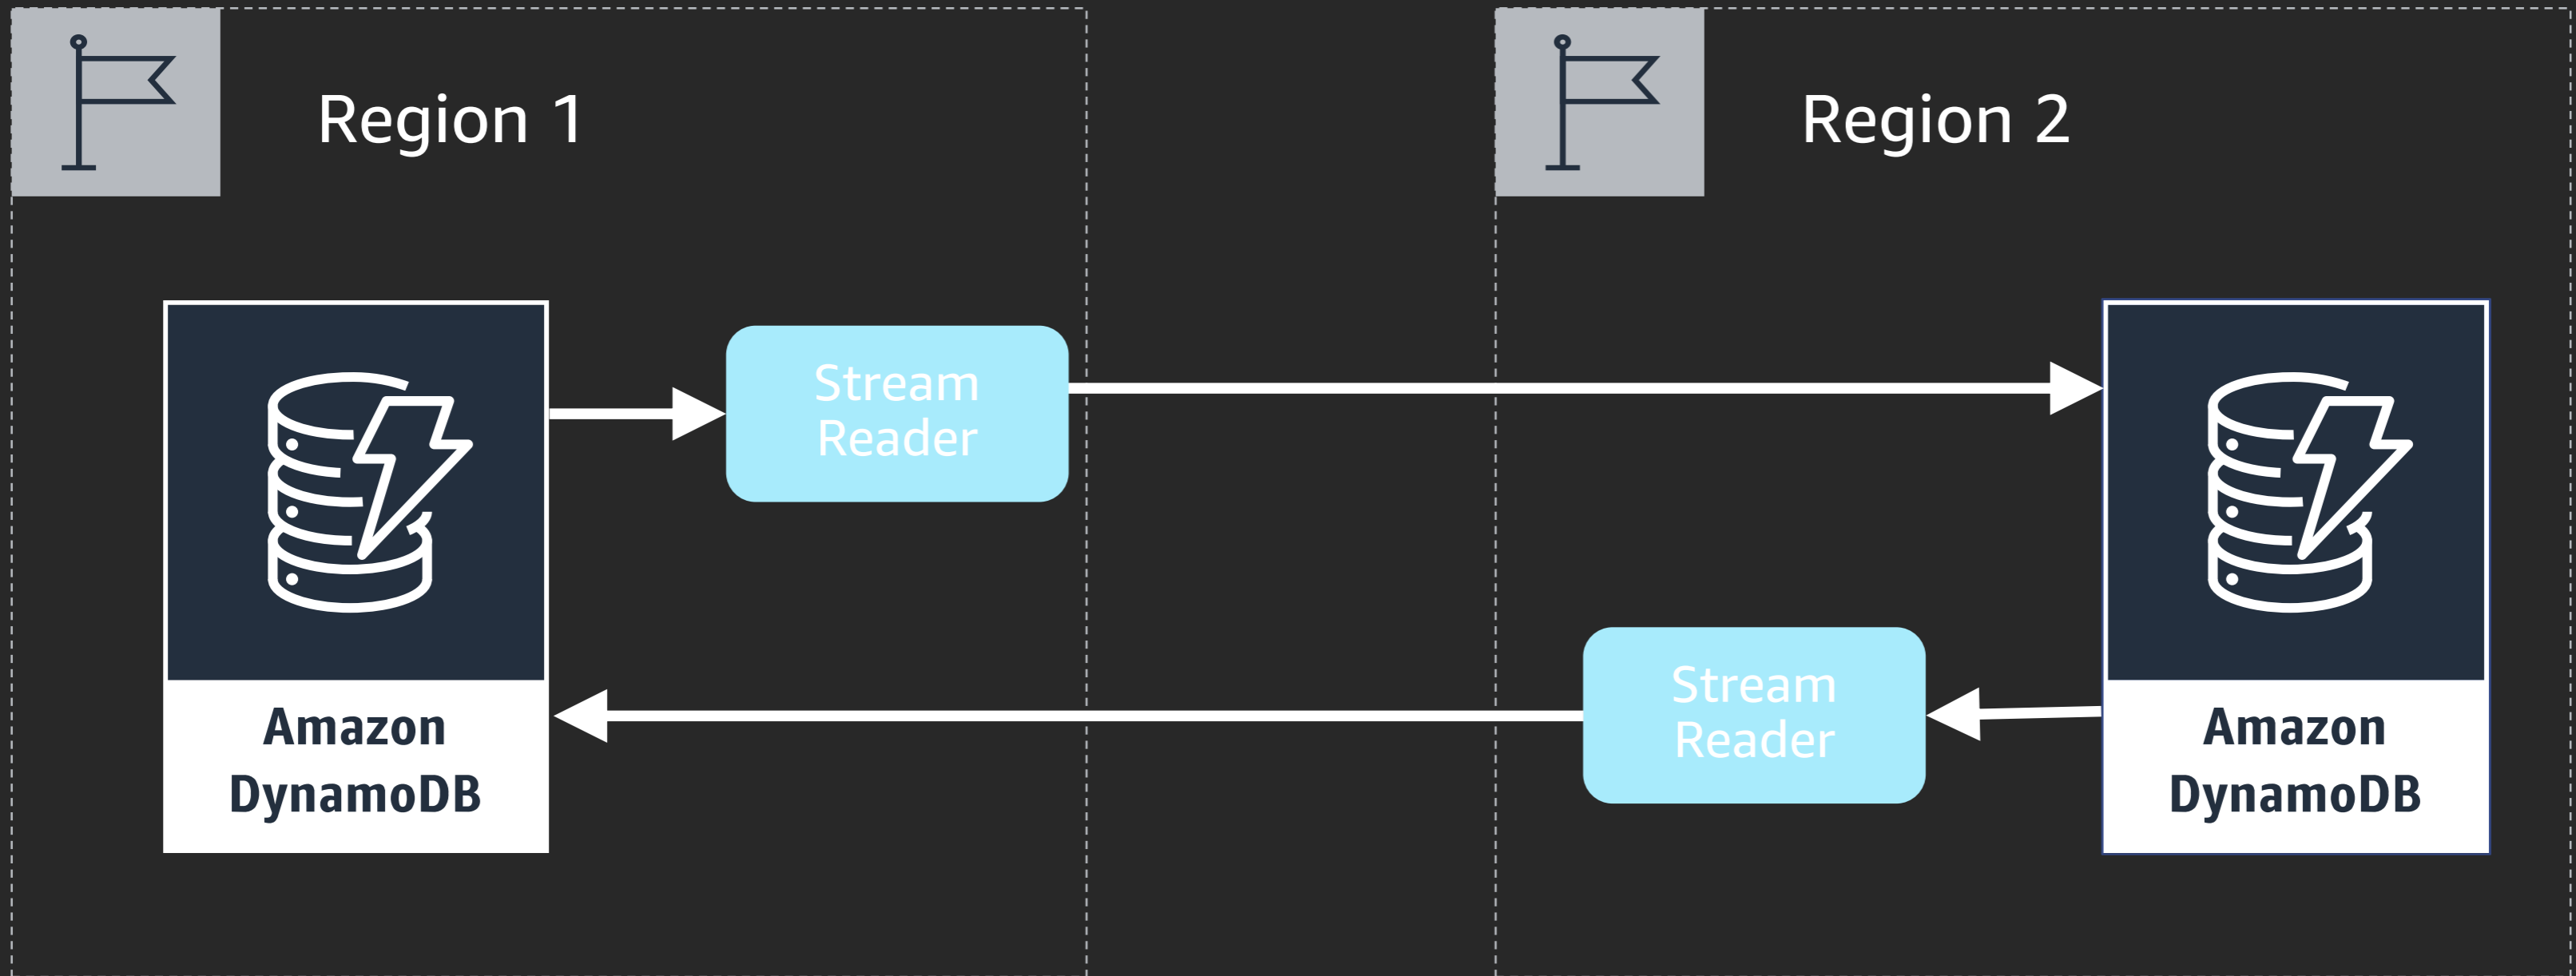 Region 1
Region 2
Stream
Reader
Amazon
DynamoDB
Stream
Reader
Amazon
DynamoDB